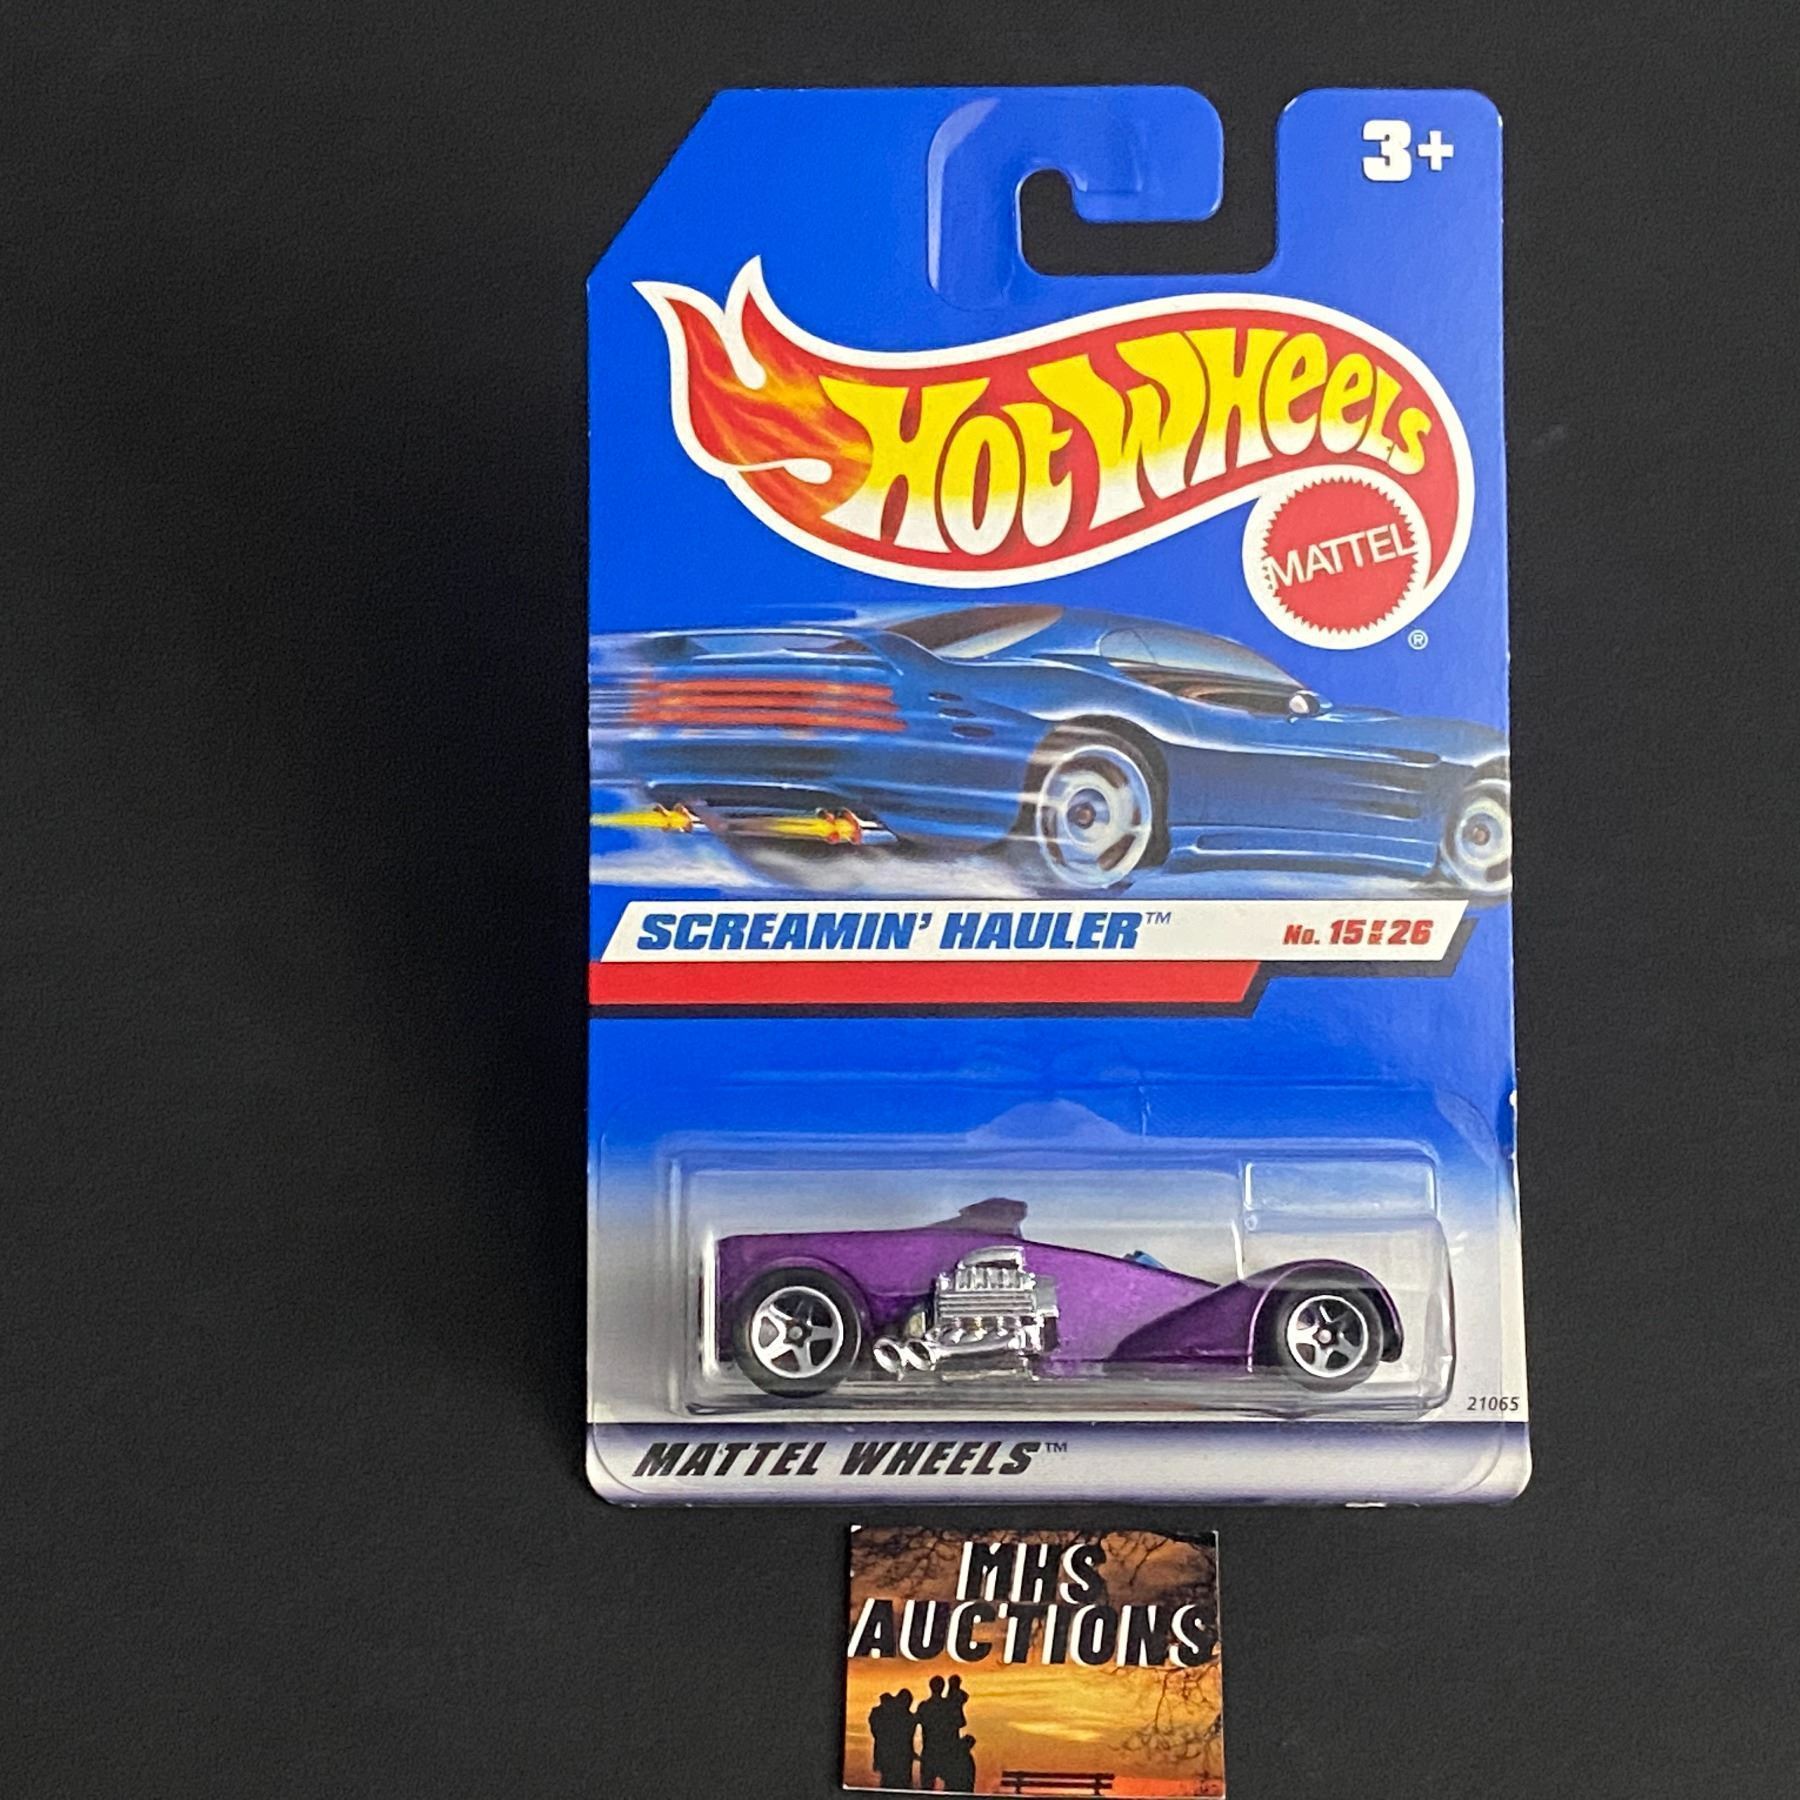 3+
HOT WHEELS
MATTEL
®
SCREAMIN' HAULER™
No. 15 OF 26
21065
MATTEL WHEELS™
MHS
AUCTIONS